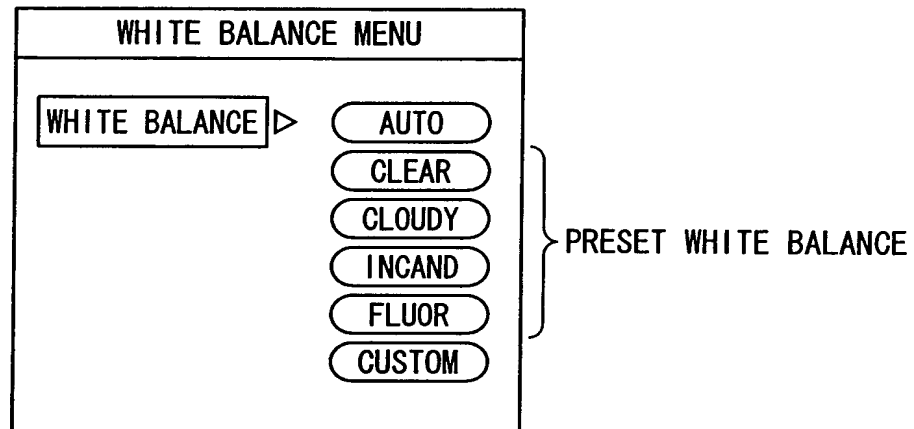 WHITE BALANCE MENU
WHITE BALANCE AUTO
CLEAR
CLOUDY
INCAND
FLUOR
CUSTOM
PRESET WHITE BALANCE